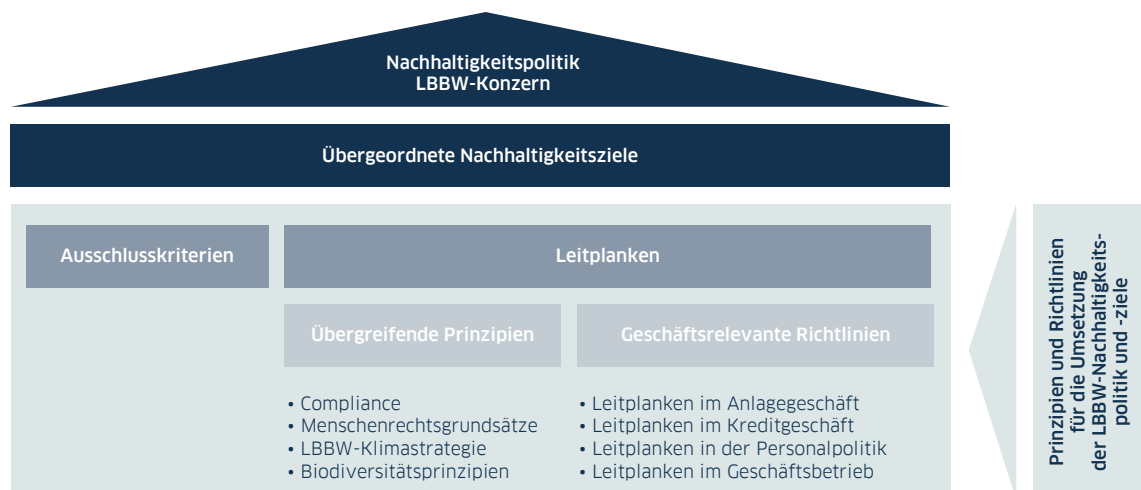 Nachhaltigkeitspolitik
LBBW-Konzern
Übergeordnete Nachhaltigkeitsziele
Ausschlusskriterien
Leitplanken
Übergreifende Prinzipien
Geschäftsrelevante Richtlinien
• Compliance
• Menschenrechtsgrundsätze
• LBBW-Klimastrategie
• Biodiversitätsprinzipien
• Leitplanken im Anlagegeschäft
• Leitplanken im Kreditgeschäft
• Leitplanken in der Personalpolitik
• Leitplanken im Geschäftsbetrieb
Prinzipien und Richtlinien
für die Umsetzung
der LBBW-Nachhaltigkeits-
politik und -ziele